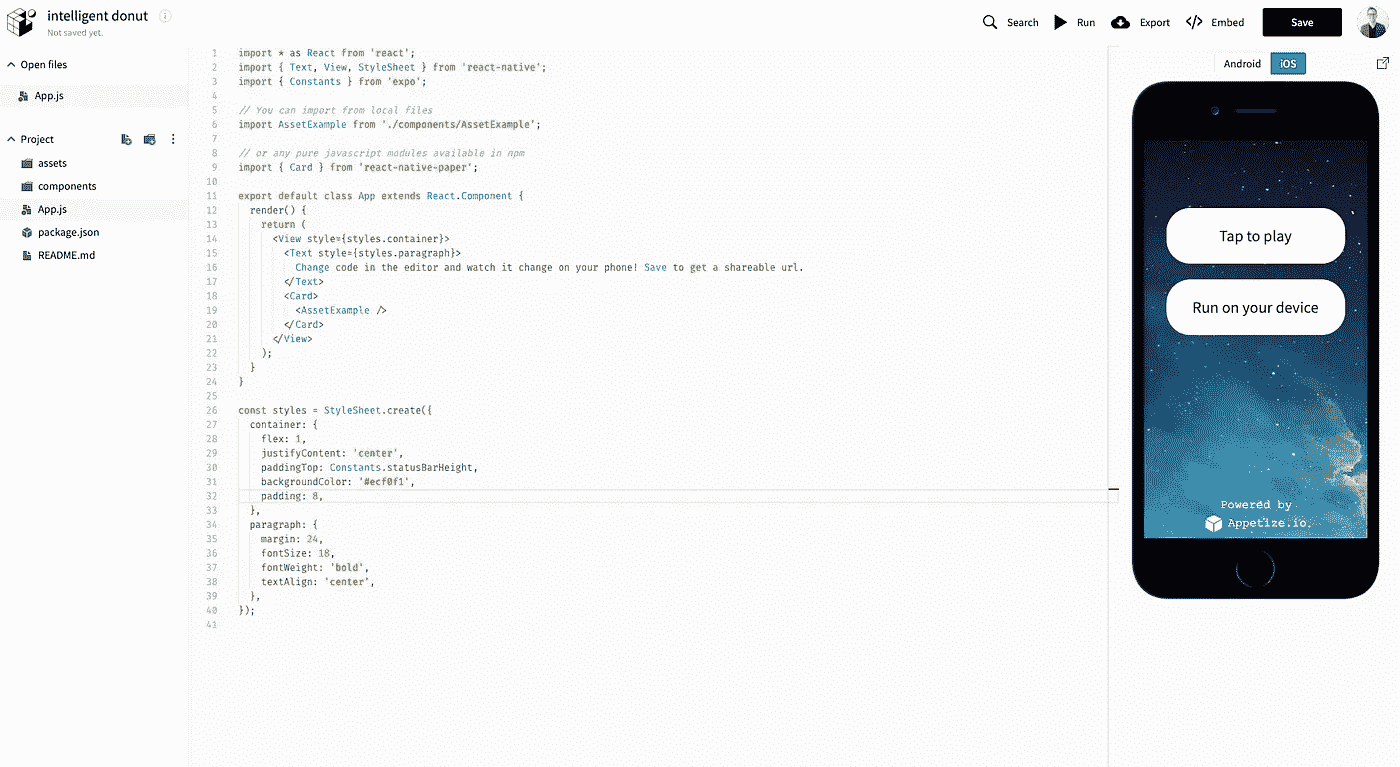 intelligent donut
Not saved yet.
Search
Run
Export
Embed
Save
Open files
App.js
Project
assets
components
App.js
package.json
README.md
1 import * as React from 'react';
2 import { Text, View, StyleSheet } from 'react-native';
3 import { Constants } from 'expo';
4
5 // You can import from local files
6 import AssetExample from './components/AssetExample';
7
8 // or any pure javascript modules available in npm
9 import { Card } from 'react-native-paper';
10
11 export default class App extends React.Component {
12   render() {
13     return (
14       <View style={styles.container}>
15         <Text style={styles.paragraph}>
16           Change code in the editor and watch it change on your phone! Save to get a shareable url.
17         </Text>
18         <Card>
19           <AssetExample />
20         </Card>
21       </View>
22     );
23   }
24 }
25
26 const styles = StyleSheet.create({
27   container: {
28     flex: 1,
29     justifyContent: 'center',
30     paddingTop: Constants.statusBarHeight,
31     backgroundColor: '#ecf0f1',
32     padding: 8,
33   },
34   paragraph: {
35     margin: 24,
36     fontSize: 18,
37     fontWeight: 'bold',
38     textAlign: 'center',
39   },
40 });
41
Android
iOS
Tap to play
Run on your device
Powered by
Appetize.io.